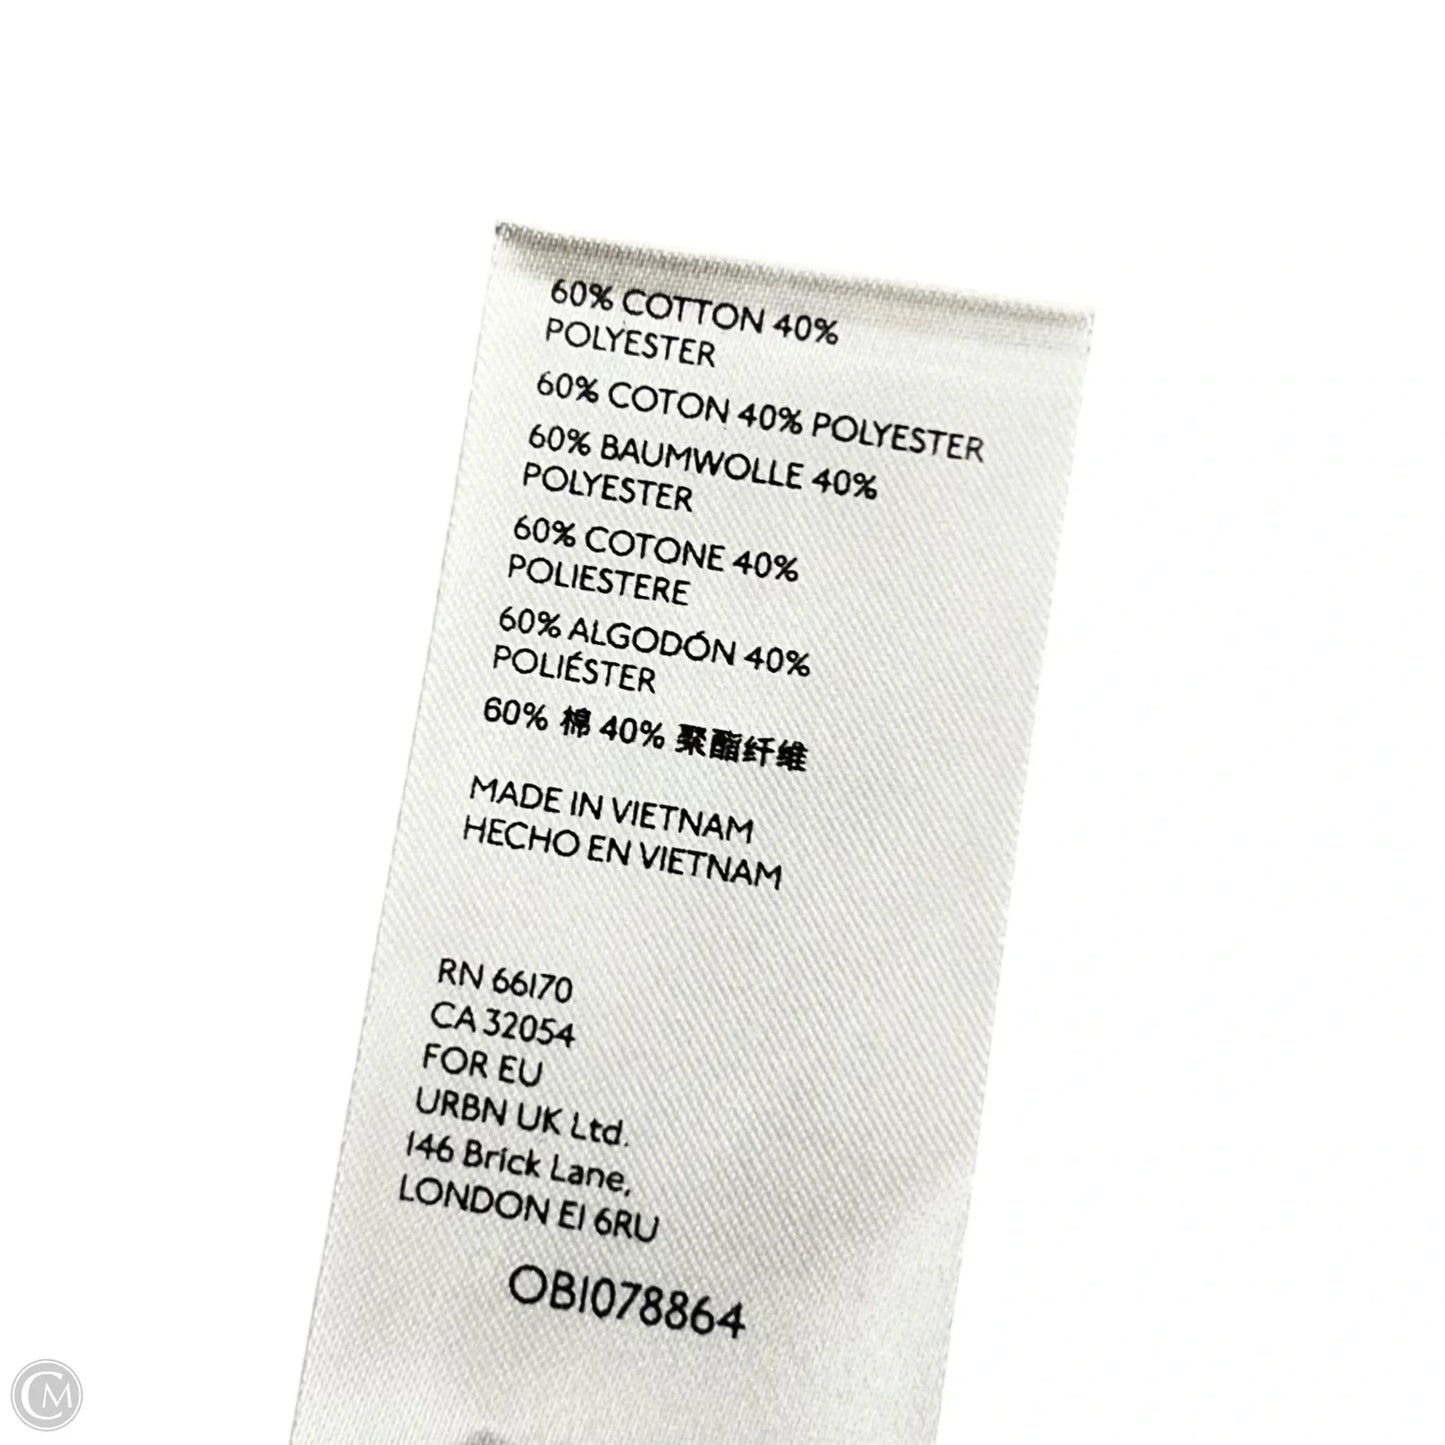 60% COTTON 40%
POLYESTER
60% COTON 40% POLYESTER
60% BAUMWOLLE 40%
POLYESTER
60% COTONE 40%
POLIESTERE
60% ALGODÓN 40%
POLIÉSTER
60% 棉 40% 聚酯纤维
MADE IN VIETNAM
HECHO EN VIETNAM
RN 66170
CA 32054
FOR EU
URBN UK Ltd.
146 Brick Lane,
LONDON E1 6RU
OB1078864
CM